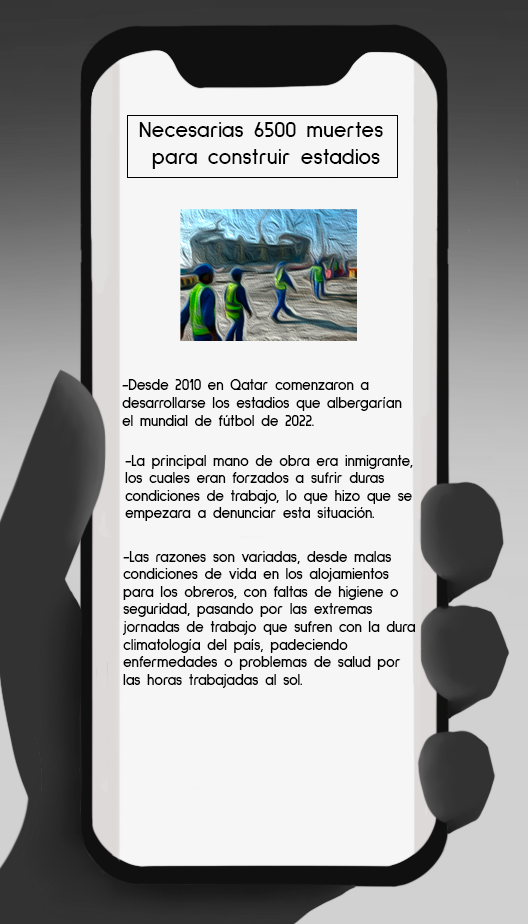 Necesarias 6500 muertes
para construir estadios
-Desde 2010 en Qatar comenzaron a
desarrollarse los estadios que albergarían
el mundial de fútbol de 2022.
-La principal mano de obra era inmigrante,
los cuales eran forzados a sufrir duras
condiciones de trabajo, lo que hizo que se
empezara a denunciar esta situación.
-Las razones son variadas, desde malas
condiciones de vida en los alojamientos
para los obreros, con faltas de higiene o
seguridad, pasando por las extremas
jornadas de trabajo que sufren con la dura
climatología del país, padeciendo
enfermedades o problemas de salud por
las horas trabajadas al sol.